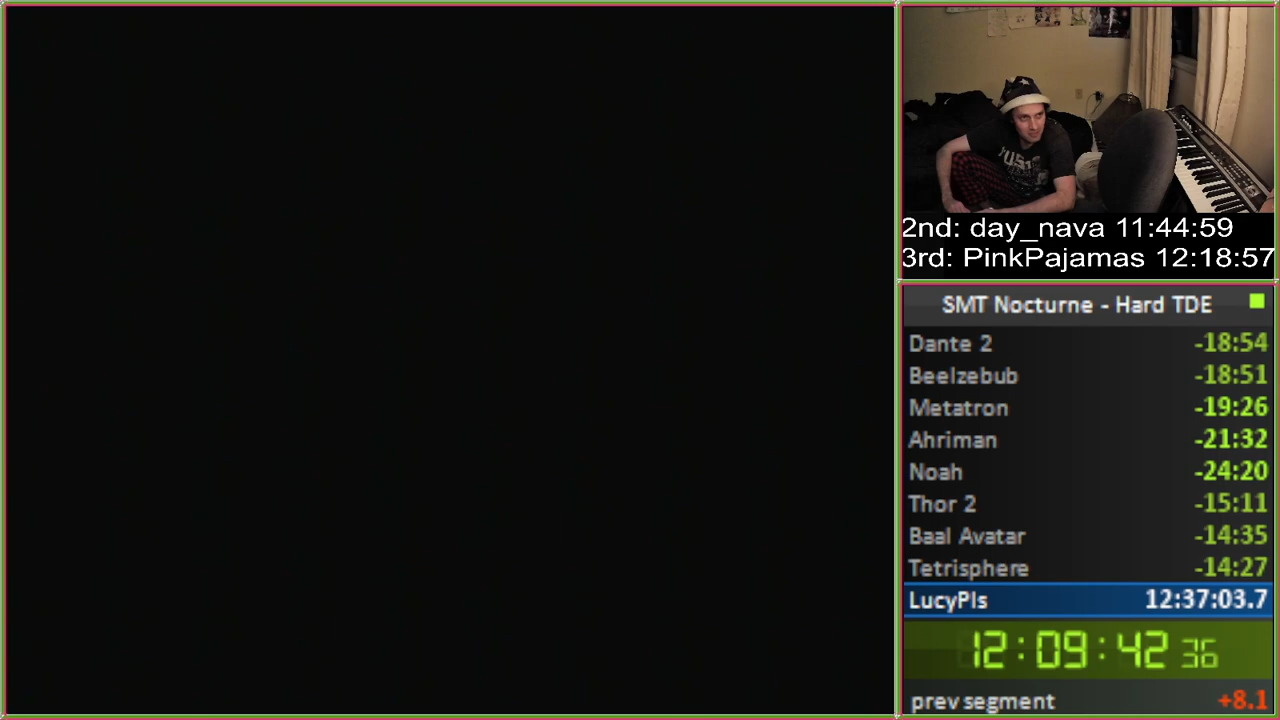 2nd: day_nava 11:44:59
3rd: PinkPajamas 12:18:57
SMT Nocturne - Hard TDE
Dante 2 -18:54
Beelzebub -18:51
Metatron -19:26
Ahriman -21:32
Noah -24:20
Thor 2 -15:11
Baal Avatar -14:35
Tetrisphere -14:27
LucyPls 12:37:03.7
12:09:42 36
prev segment +8.1